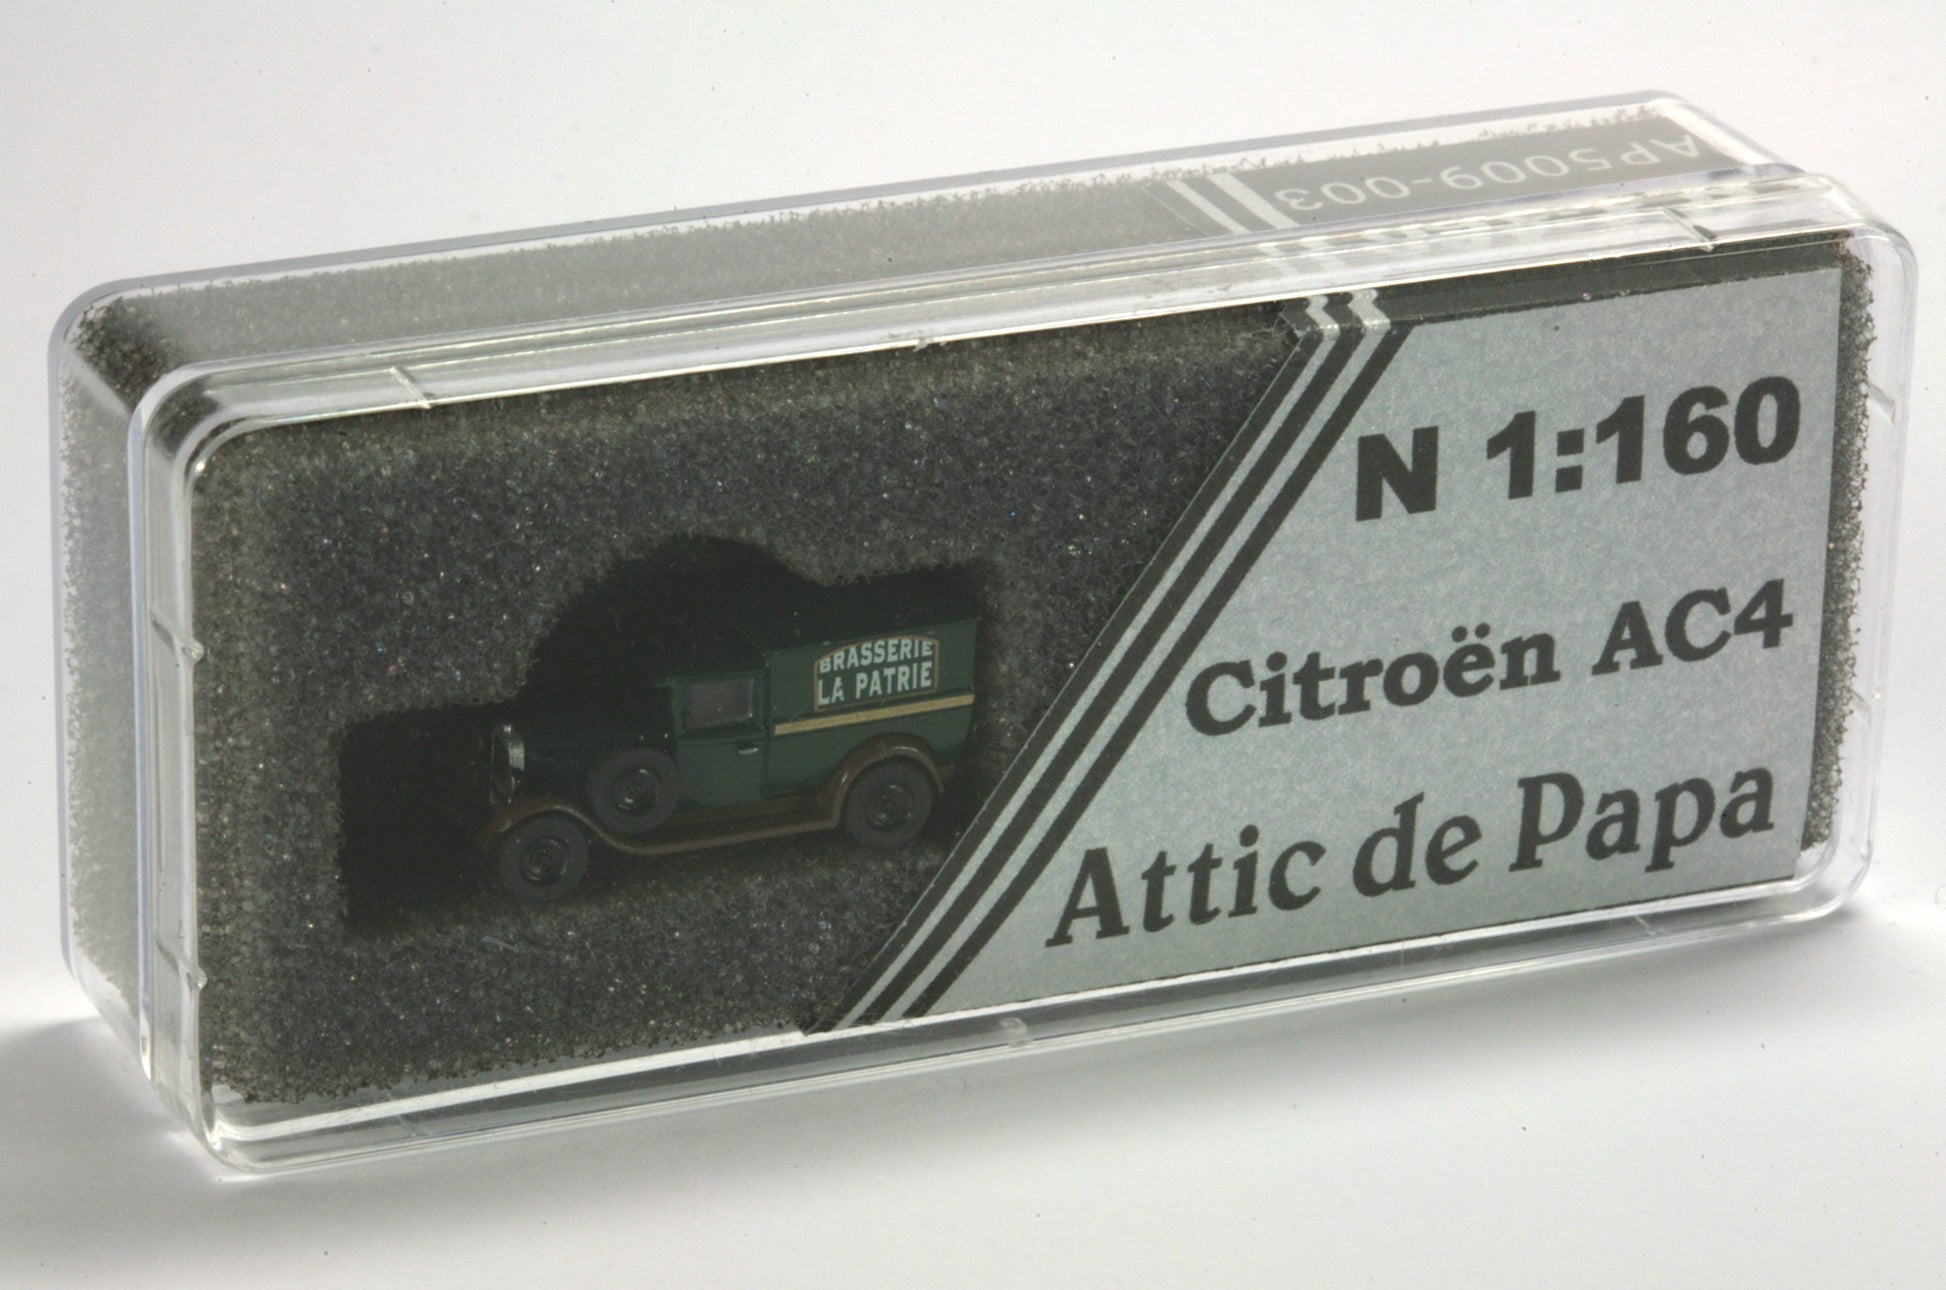 AP5009-003
N 1:160
Citroën AC4
Attic de Papa
BRASSERIE
LA PATRIE